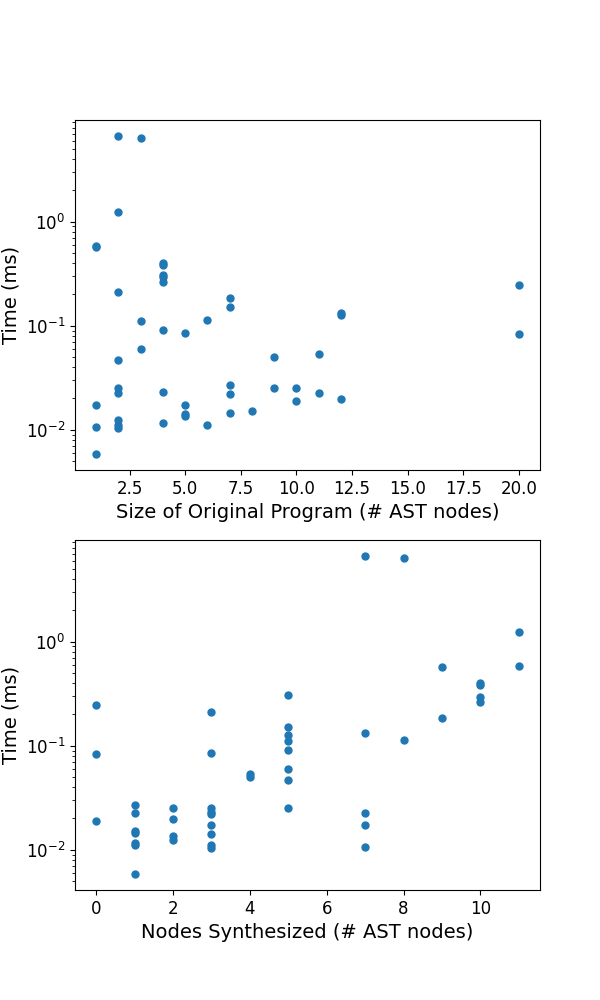 10⁰
10⁻¹
10⁻²
Time (ms)
2.5 5.0 7.5 10.0 12.5 15.0 17.5 20.0
Size of Original Program (# AST nodes)
10⁰
10⁻¹
10⁻²
Time (ms)
0 2 4 6 8 10
Nodes Synthesized (# AST nodes)